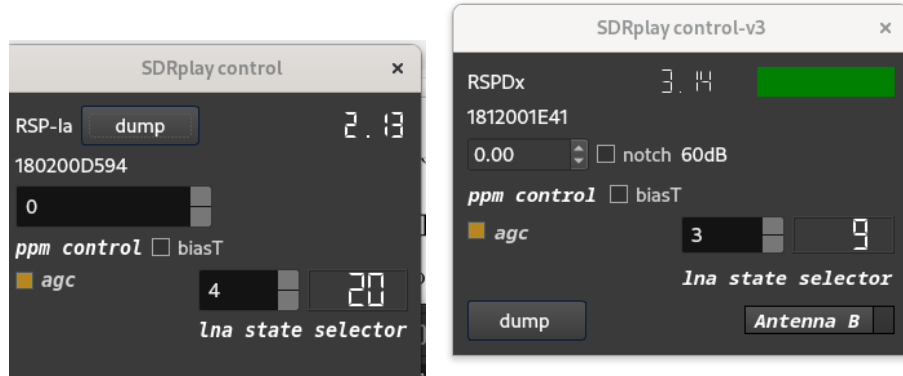 SDRplay control ×
RSP-Ia dump 2.13
180200D594
0
ppm control biasT
agc
4 20
lna state selector
SDRplay control-v3 ×
RSPDx 3.14
1812001E41
0.00 notch 60dB
ppm control biasT
agc 3 9
lna state selector
dump Antenna B